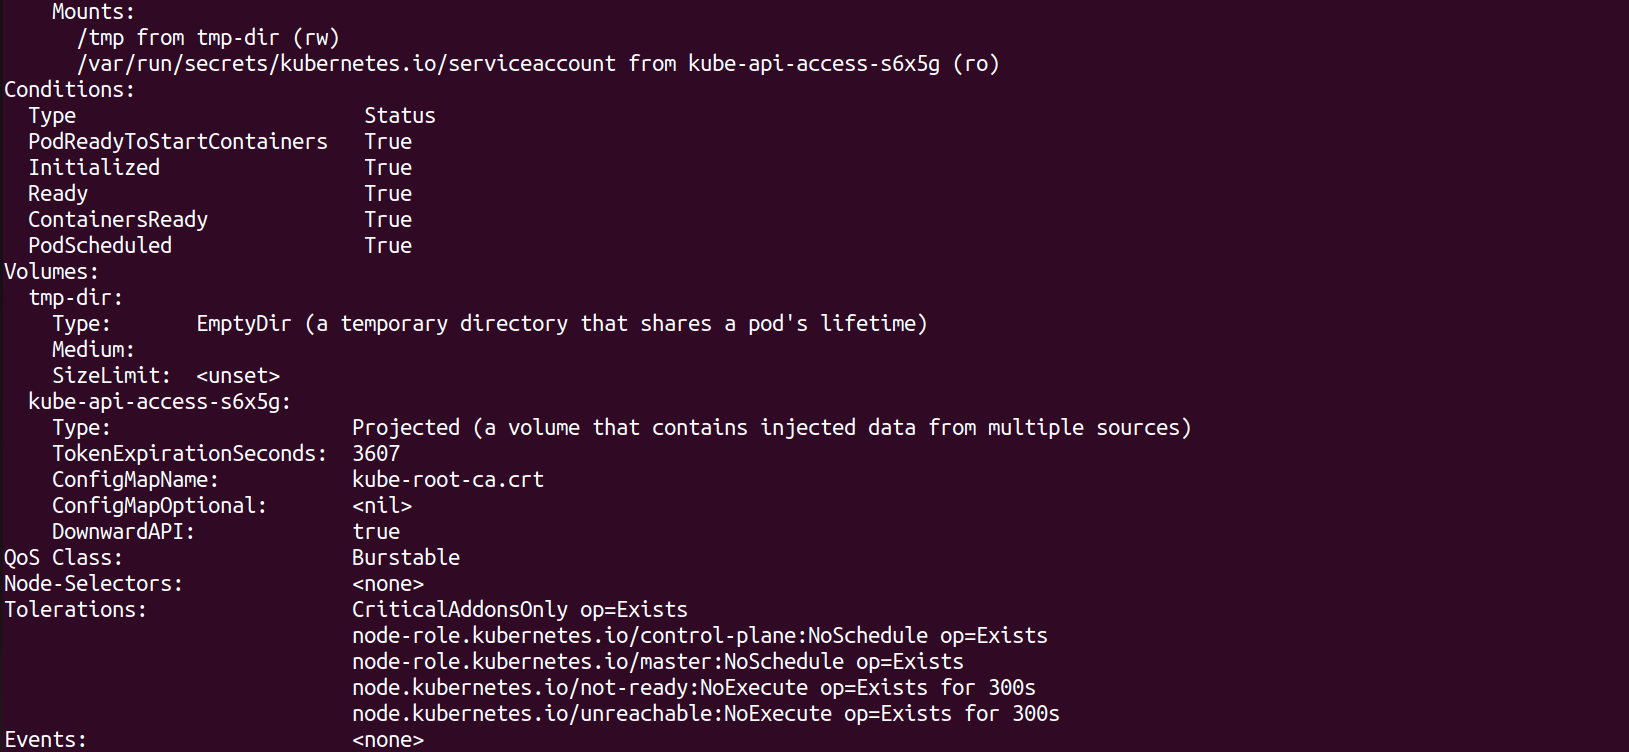 Mounts:
/tmp from tmp-dir (rw)
/var/run/secrets/kubernetes.io/serviceaccount from kube-api-access-s6x5g (ro)
Conditions:
Type Status
PodReadyToStartContainers True
Initialized True
Ready True
ContainersReady True
PodScheduled True
Volumes:
tmp-dir:
Type: EmptyDir (a temporary directory that shares a pod's lifetime)
Medium:
SizeLimit: <unset>
kube-api-access-s6x5g:
Type: Projected (a volume that contains injected data from multiple sources)
TokenExpirationSeconds: 3607
ConfigMapName: kube-root-ca.crt
ConfigMapOptional: <nil>
DownwardAPI: true
QoS Class: Burstable
Node-Selectors: <none>
Tolerations: CriticalAddonsOnly op=Exists
node-role.kubernetes.io/control-plane:NoSchedule op=Exists
node-role.kubernetes.io/master:NoSchedule op=Exists
node.kubernetes.io/not-ready:NoExecute op=Exists for 300s
node.kubernetes.io/unreachable:NoExecute op=Exists for 300s
Events: <none>